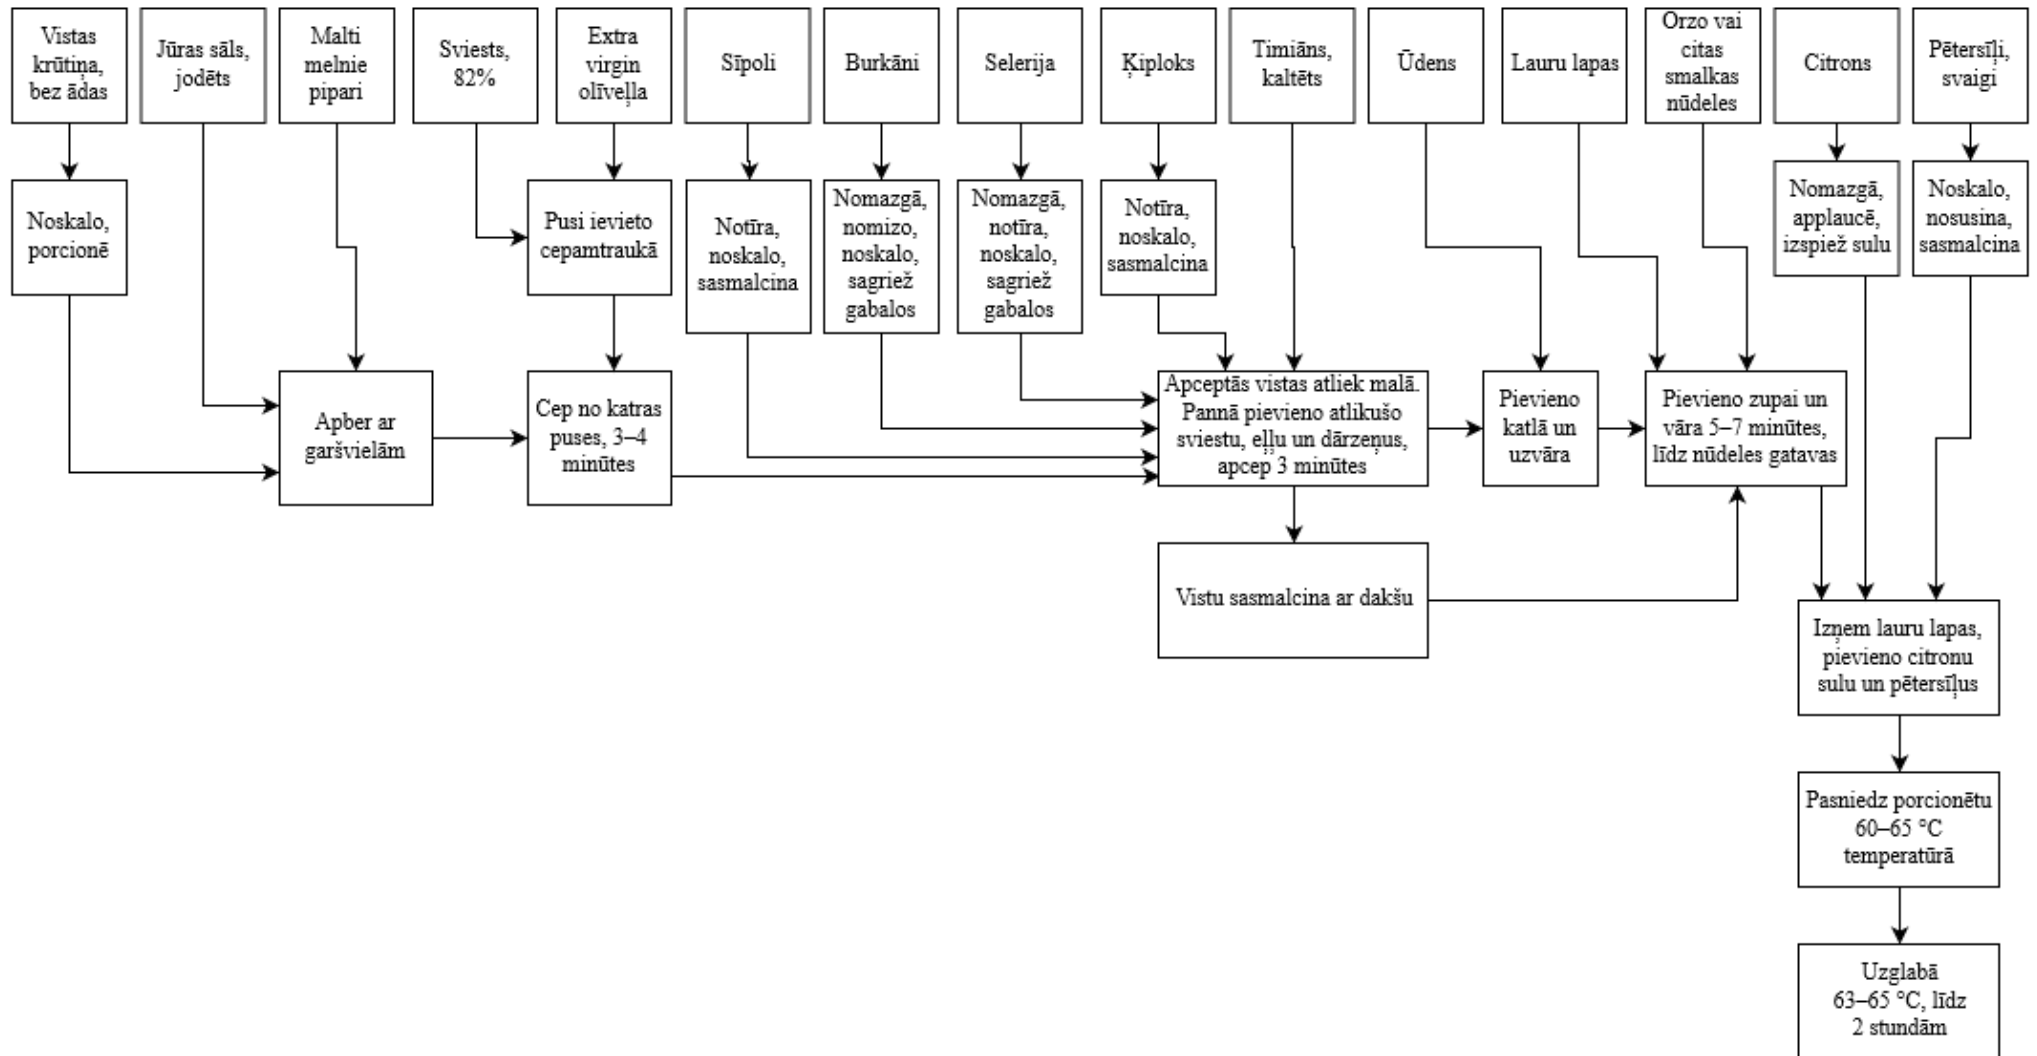 Vistas
krūtiņa,
bez ādas
Jūras sāls,
jodēts
Malti
melnie
pipari
Sviests,
82%
Extra
virgin
olīveļla
Sīpoli
Burkāni
Selerija
Ķiploks
Timiāns,
kaltēts
Ūdens
Lauru lapas
Orzo vai
citas
smalkas
nūdeles
Citrons
Pētersīļi,
svaigi
Noskalo,
porcionē
Pusi ievieto
cepamtraukā
Notīra,
noskalo,
sasmalcina
Nomazgā,
nomizo,
noskalo,
sagriež
gabalos
Nomazgā,
notīra,
noskalo,
sagriež
gabalos
Notīra,
noskalo,
sasmalcina
Nomazgā,
applaucē,
izspiež sulu
Noskalo,
nosusina,
sasmalcina
Apber ar
garšvielām
Cep no katras
puses, 3–4
minūtes
Apceptās vistas atliek malā.
Pannā pievieno atlikušo
sviestu, eļļu un dārzeņus,
apcep 3 minūtes
Pievieno
katlā un
uzvāra
Pievieno zupai un
vāra 5–7 minūtes,
līdz nūdeles gatavas
Vistu sasmalcina ar dakšu
Izņem lauru lapas,
pievieno citronu
sulu un pētersīļus
Pasniedz porcionētu
60–65 °C
temperatūrā
Uzglabā
63–65 °C, līdz
2 stundām